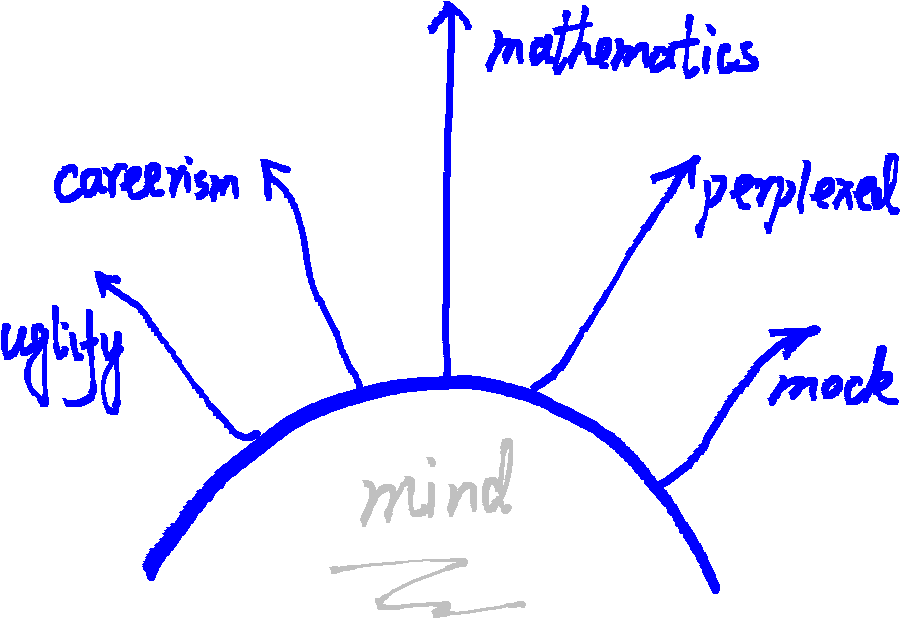 mathematics
careerism
perplexed
uglify
mock
mind